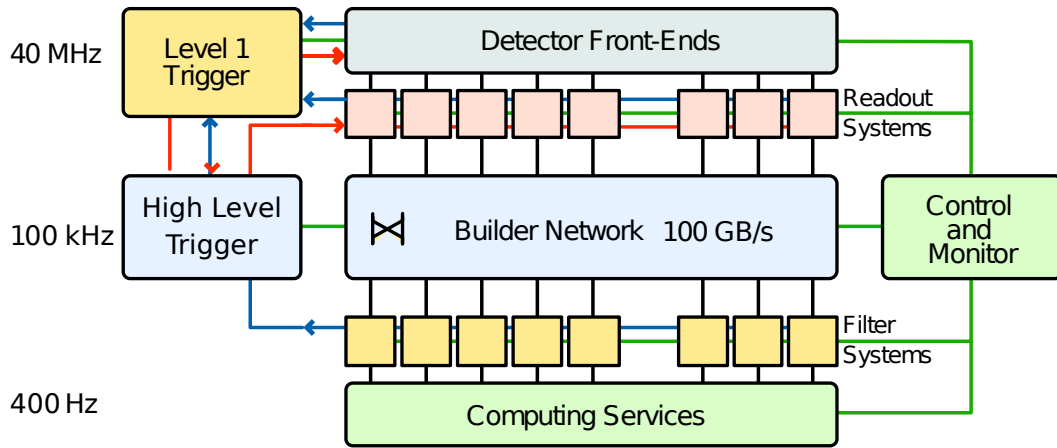 40 MHz
Level 1
Trigger
Detector Front-Ends
Readout
Systems
100 kHz
High Level
Trigger
Builder Network 100 GB/s
Control
and
Monitor
Filter
Systems
400 Hz
Computing Services